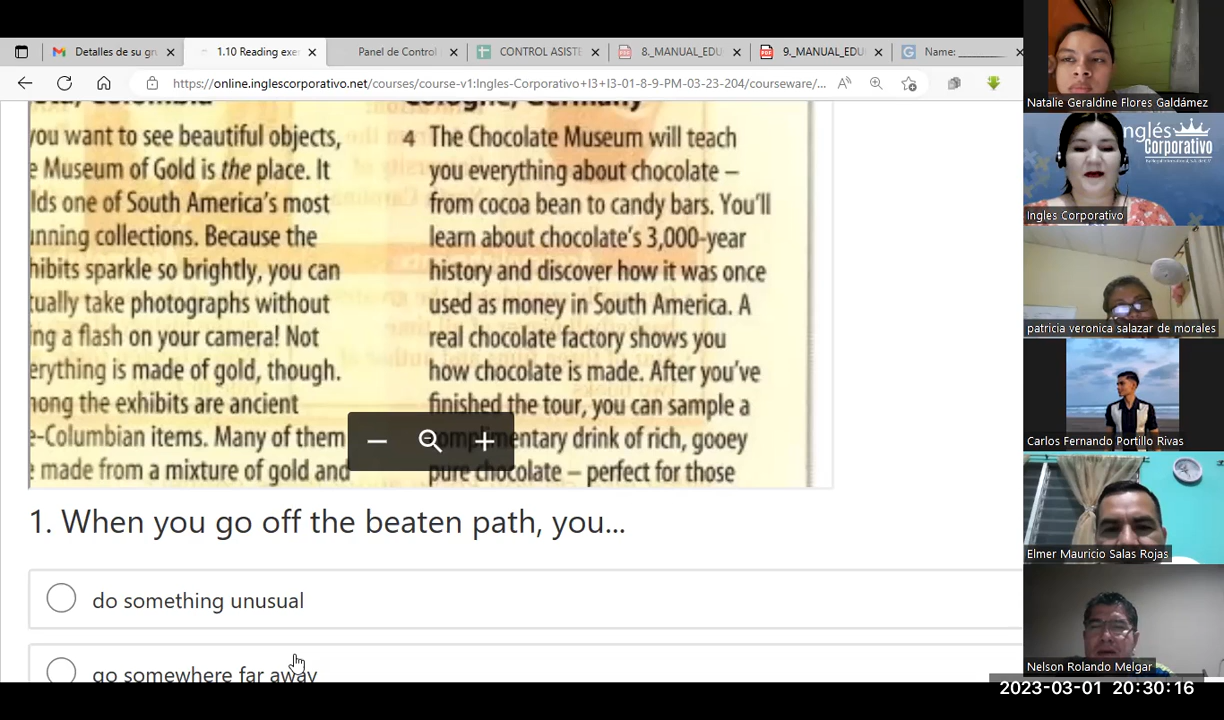 Detalles de su gr
1.10 Reading exe
Panel de Control
CONTROL ASIST
8._MANUAL_EDU
9_MANUAL_EDU
Name: ________
https://online.inglescorporativo.net/courses/course-v1:Ingles-Corporativo+I3+I3-01-8-9-PM-03-23-204/courseware/...
Cologne, Germany
you want to see beautiful objects,
e Museum of Gold is the place. It
lds one of South America's most
unning collections. Because the
hibits sparkle so brightly, you can
tually take photographs without
ing a flash on your camera! Not
erything is made of gold, though.
nong the exhibits are ancient
e-Columbian items. Many of them
e made from a mixture of gold and
4 The Chocolate Museum will teach
you everything about chocolate –
from cocoa bean to candy bars. You'll
learn about chocolate's 3,000-year
history and discover how it was once
used as money in South America. A
real chocolate factory shows you
how chocolate is made. After you've
finished the tour, you can sample a
complimentary drink of rich, gooey
pure chocolate – perfect for those
1. When you go off the beaten path, you...
do something unusual
go somewhere far away
Natalie Geraldine Flores Galdámez
Inglés
Corporativo
Ingles Corporativo
patricia veronica salazar de morales
Carlos Fernando Portillo Rivas
Elmer Mauricio Salas Rojas
Nelson Rolando Melgar
2023-03-01 20:30:16